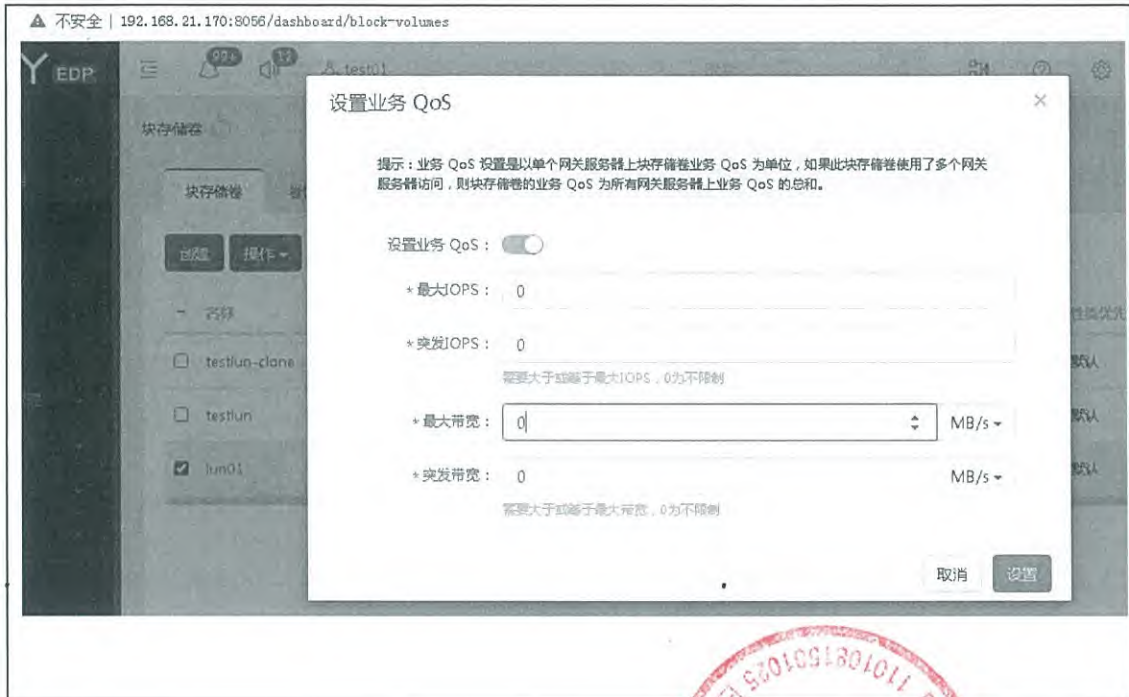 不安全 | 192.168.21.170:8056/dashboard/block-volumes
EDP
99+
12
test01
设置业务 QoS
×
块存储卷
提示：业务 QoS 设置是以单个网关服务器上块存储卷业务 QoS 为单位，如果此块存储卷使用了多个网关
服务器访问，则块存储卷的业务 QoS 为所有网关服务器上业务 QoS 的总和。
块存储卷
设置业务 QoS：
创建 操作
* 最大IOPS： 0
名称
* 突发IOPS： 0
需要大于或等于最大IOPS，0为不限制
testlun-clone
默认
* 最大带宽： 0 MB/s
testlun
默认
* 突发带宽： 0 MB/s
lun01
默认
需要大于或等于最大带宽，0为不限制
取消 设置